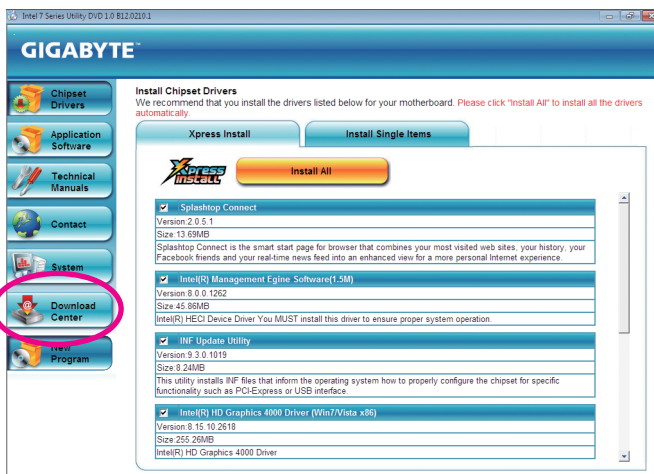 Intel 7 Series Utility DVD 1.0 B12.0210.1
GIGABYTE™
Chipset
Drivers
Application
Software
Technical
Manuals
Contact
System
Download
Center
New
Program
Install Chipset Drivers
We recommend that you install the drivers listed below for your motherboard. Please click "Install All" to install all the drivers
automatically.
Xpress Install
Install Single Items
Xpress
Install
Install All
Splashtop Connect
Version:2.0.5.1
Size:13.69MB
Splashtop Connect is the smart start page for browser that combines your most visited web sites, your history, your
Facebook friends and your real-time news feed into an enhanced view for a more personal Internet experience.
Intel(R) Management Egine Software(1.5M)
Version:8.0.0.1262
Size:45.86MB
Intel(R) HECI Device Driver You MUST install this driver to ensure proper system operation.
INF Update Utility
Version:9.3.0.1019
Size:8.24MB
This utility installs INF files that inform the operating system how to properly configure the chipset for specific
functionality such as PCI-Express or USB interface.
Intel(R) HD Graphics 4000 Driver (Win7/Vista x86)
Version:8.15.10.2618
Size:255.26MB
Intel(R) HD Graphics 4000 Driver